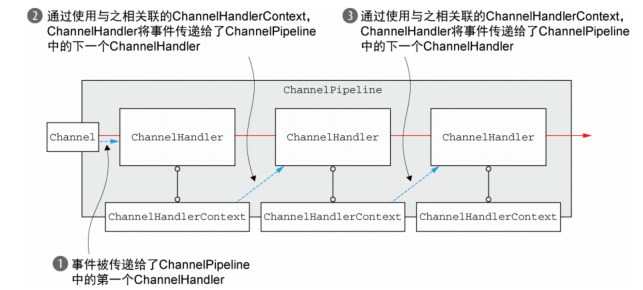 ❷ 通过使用与之相关联的ChannelHandlerContext，
ChannelHandler将事件传递给了ChannelPipeline
中的下一个ChannelHandler
❸ 通过使用与之相关联的ChannelHandlerContext，
ChannelHandler将事件传递给了ChannelPipeline
中的下一个ChannelHandler
ChannelPipeline
Channel
ChannelHandler
ChannelHandler
ChannelHandler
ChannelHandlerContext
ChannelHandlerContext
ChannelHandlerContext
❶ 事件被传递给了ChannelPipeline
中的第一个ChannelHandler